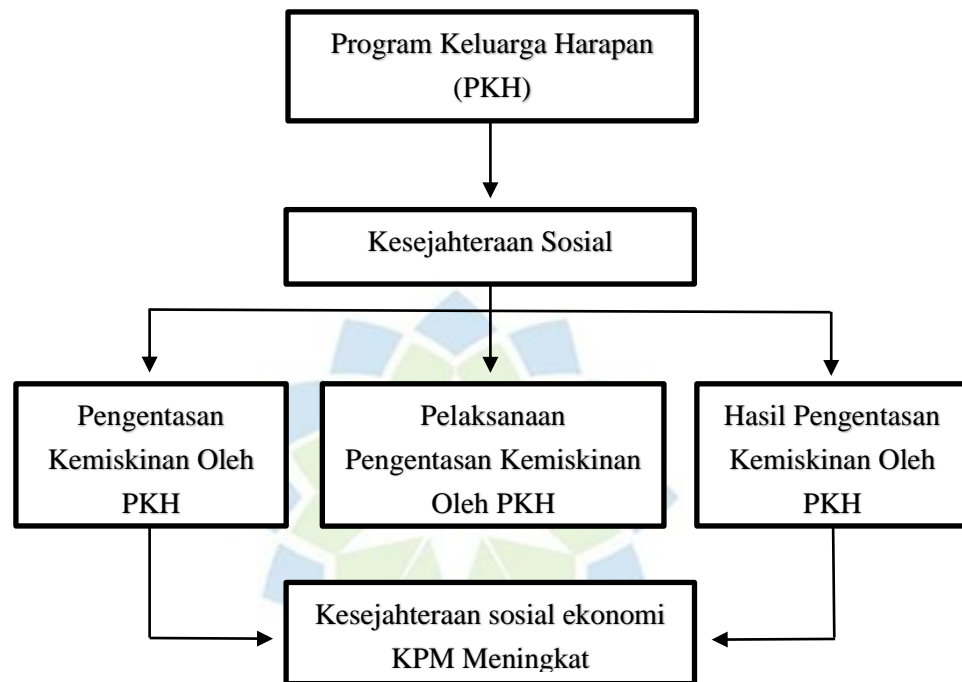 Program Keluarga Harapan
(PKH)
Kesejahteraan Sosial
Pengentasan
Kemiskinan Oleh
PKH
Pelaksanaan
Pengentasan Kemiskinan
Oleh PKH
Hasil Pengentasan
Kemiskinan Oleh
PKH
Kesejahteraan sosial ekonomi
KPM Meningkat